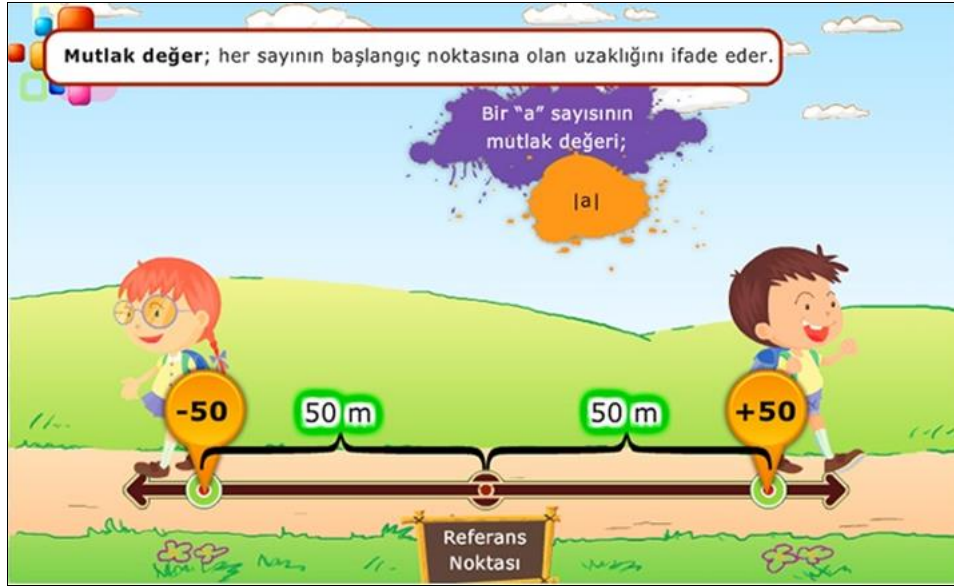 Mutlak değer; her sayının başlangıç noktasına olan uzaklığını ifade eder.
Bir "a" sayısının
mutlak değeri;
|a|
-50
50 m
50 m
+50
Referans
Noktası